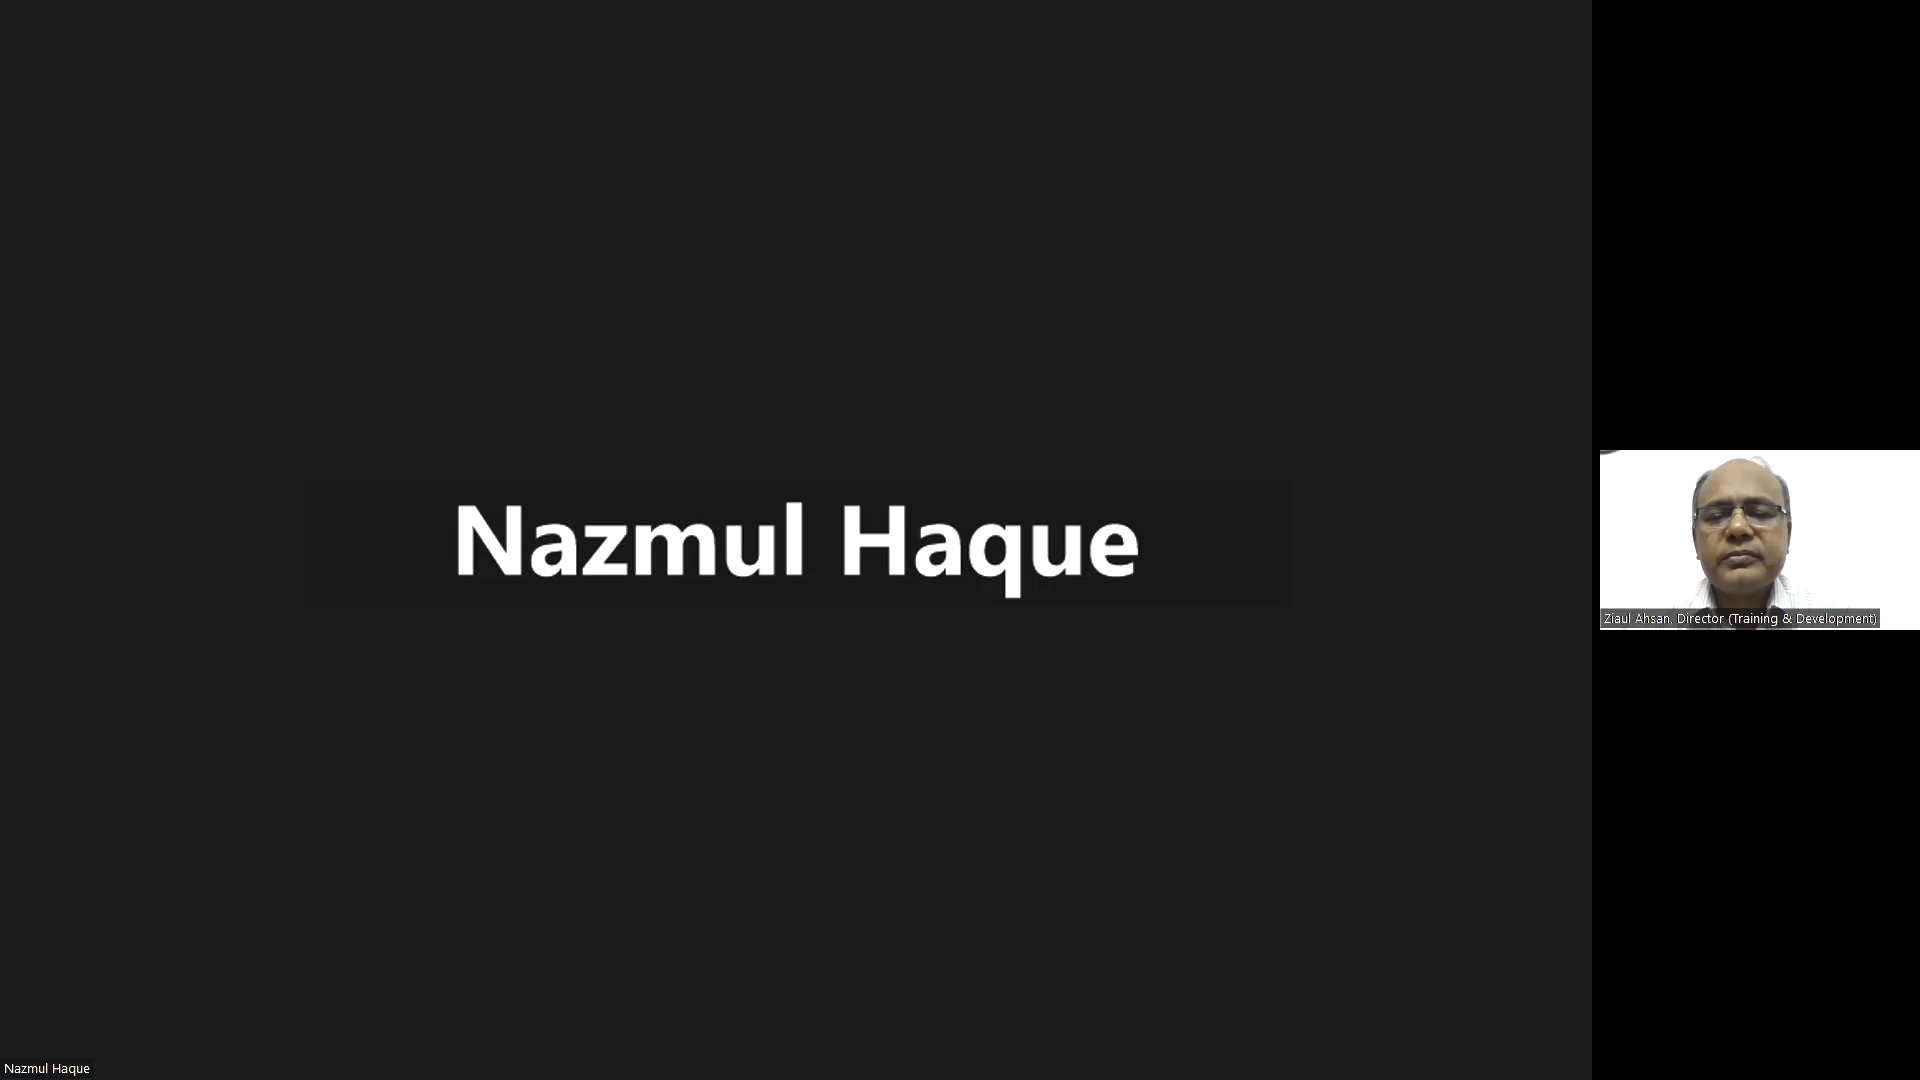 Nazmul Haque
Ziaul Ahsan, Director (Training & Development)
Nazmul Haque